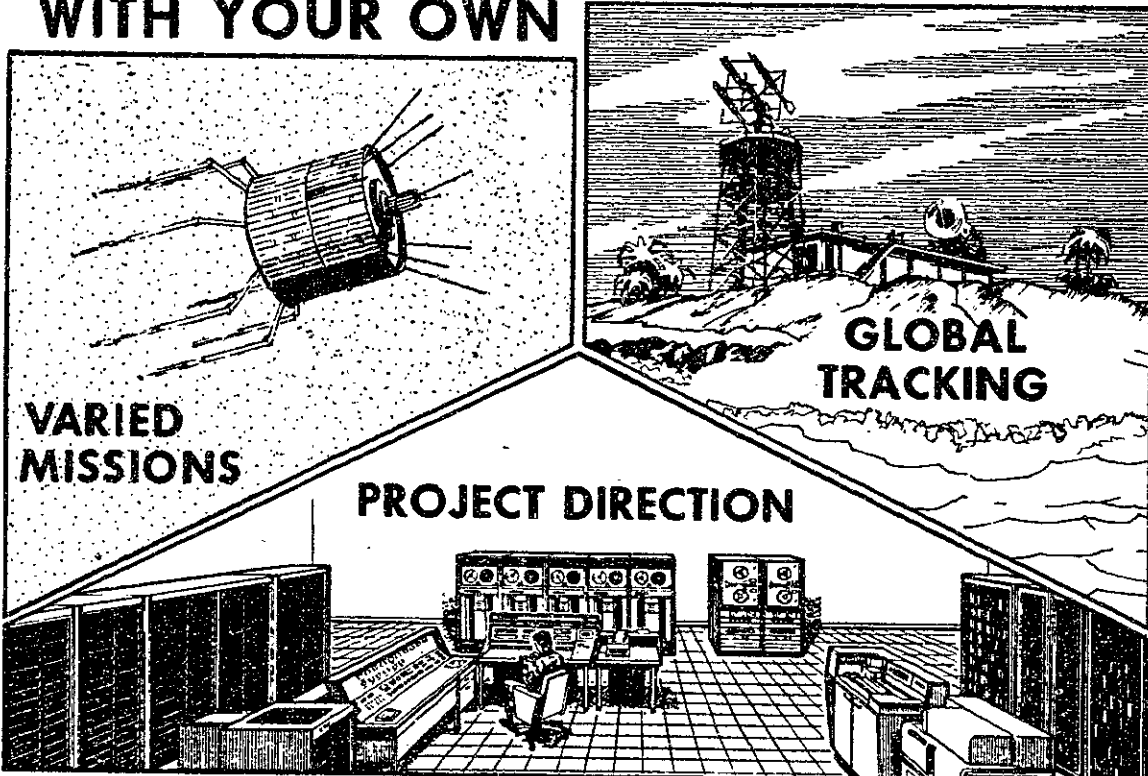 WITH YOUR OWN
VARIED
MISSIONS
GLOBAL
TRACKING
PROJECT DIRECTION